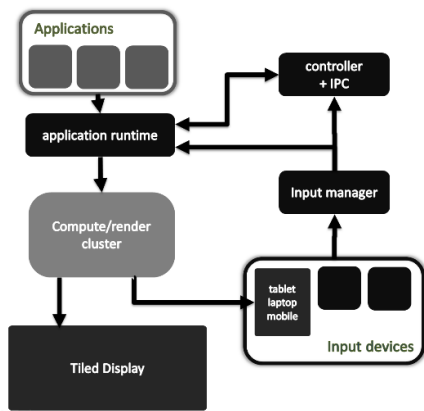 Applications
controller
+ IPC
application runtime
Input manager
Compute/render
cluster
tablet
laptop
mobile
Input devices
Tiled Display